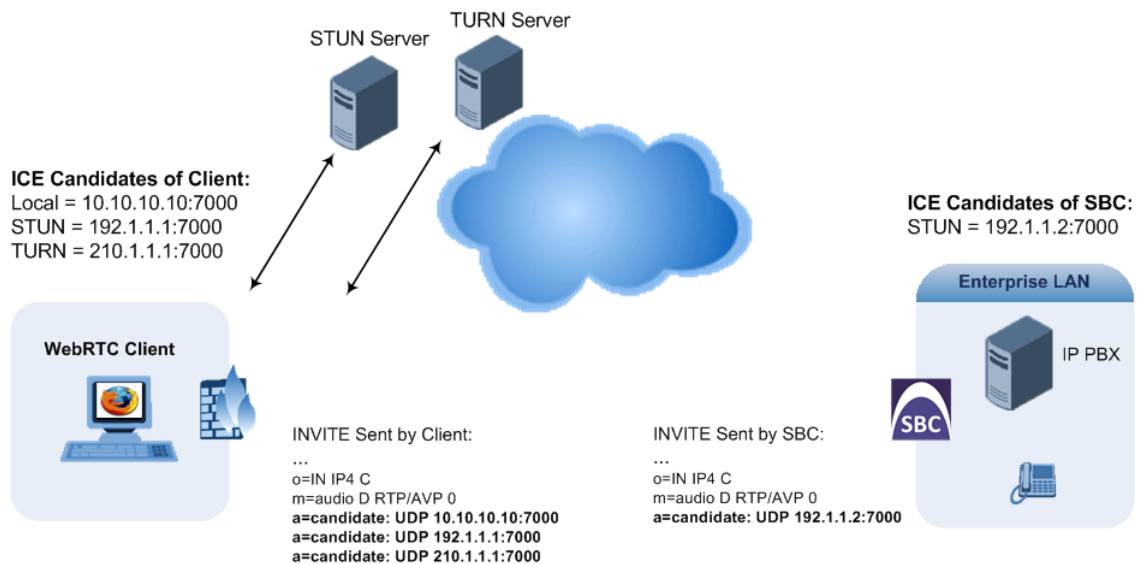 TURN Server
STUN Server
ICE Candidates of Client:
Local = 10.10.10.10:7000
STUN = 192.1.1.1:7000
TURN = 210.1.1.1:7000
ICE Candidates of SBC:
STUN = 192.1.1.2:7000
Enterprise LAN
WebRTC Client
IP PBX
SBC
INVITE Sent by Client:
...
o=IN IP4 C
m=audio D RTP/AVP 0
a=candidate: UDP 10.10.10.10:7000
a=candidate: UDP 192.1.1.1:7000
a=candidate: UDP 210.1.1.1:7000
INVITE Sent by SBC:
...
o=IN IP4 C
m=audio D RTP/AVP 0
a=candidate: UDP 192.1.1.2:7000